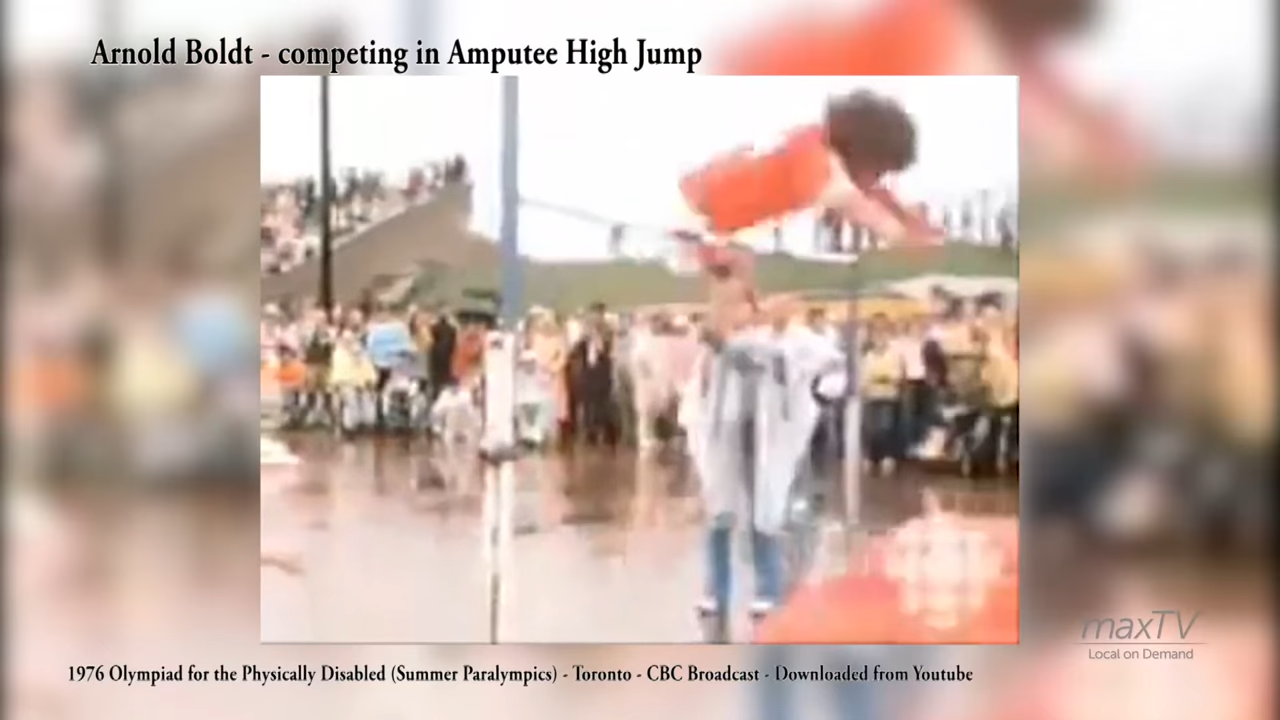 Arnold Boldt - competing in Amputee High Jump
maxTV
Local on Demand
1976 Olympiad for the Physically Disabled (Summer Paralympics) - Toronto - CBC Broadcast - Downloaded from Youtube